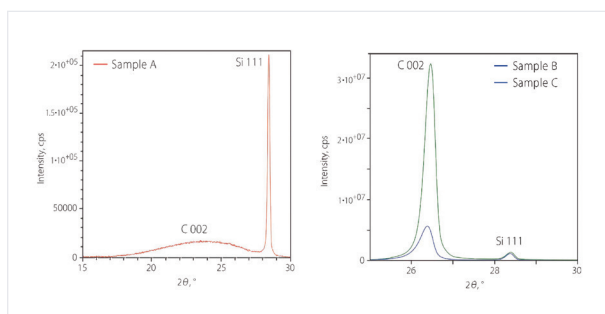 Sample A
Si 111
C 002
2•10⁺⁰⁵
1.5•10⁺⁰⁵
1•10⁺⁰⁵
50000
0
Intensity, cps
15
20
25
30
2θ, °
C 002
Sample B
Sample C
Si 111
3•10⁺⁰⁷
2•10⁺⁰⁷
1•10⁺⁰⁷
0
Intensity, cps
26
28
30
2θ, °